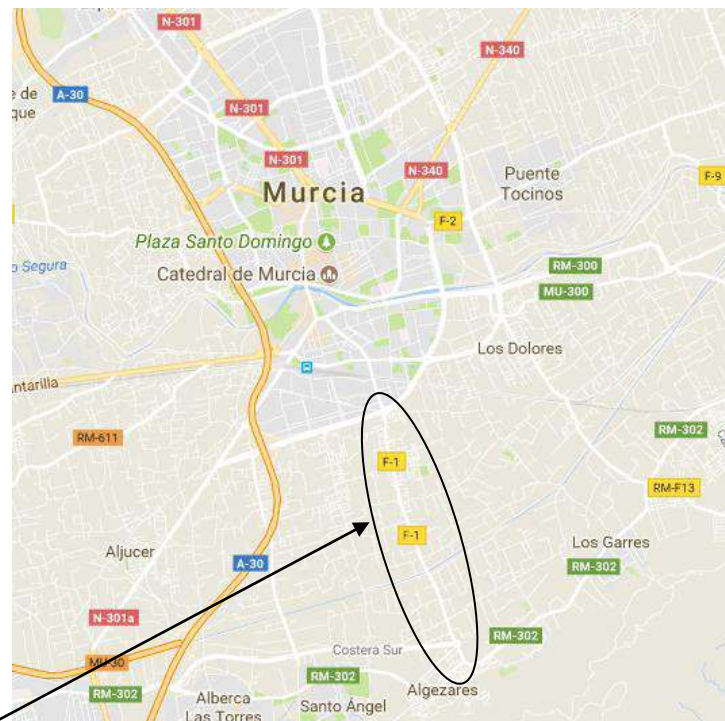 N-301
N-340
e de
que
A-30
N-301
N-301
N-340
Puente
Tocinos
F-9
Murcia
F-2
Plaza Santo Domingo
Segura
Catedral de Murcia
RM-300
MU-300
Los Dolores
ntarilla
RM-611
RM-302
F-1
RM-F13
F-1
Aljucer
A-30
Los Garres
RM-302
N-301a
RM-302
Costera Sur
MU-30
RM-302
RM-302
Alberca
Las Torres
Algezares
Santo Ángel